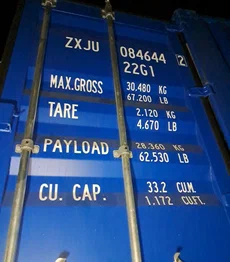 ZXJU 084644 2
22G1
MAX.GROSS 30.480 KG
67.200 LB
TARE 2.120 KG
4.670 LB
PAYLOAD 28.360 KG
62.530 LB
CU. CAP. 33.2 CU.M.
1.172 CU.FT.